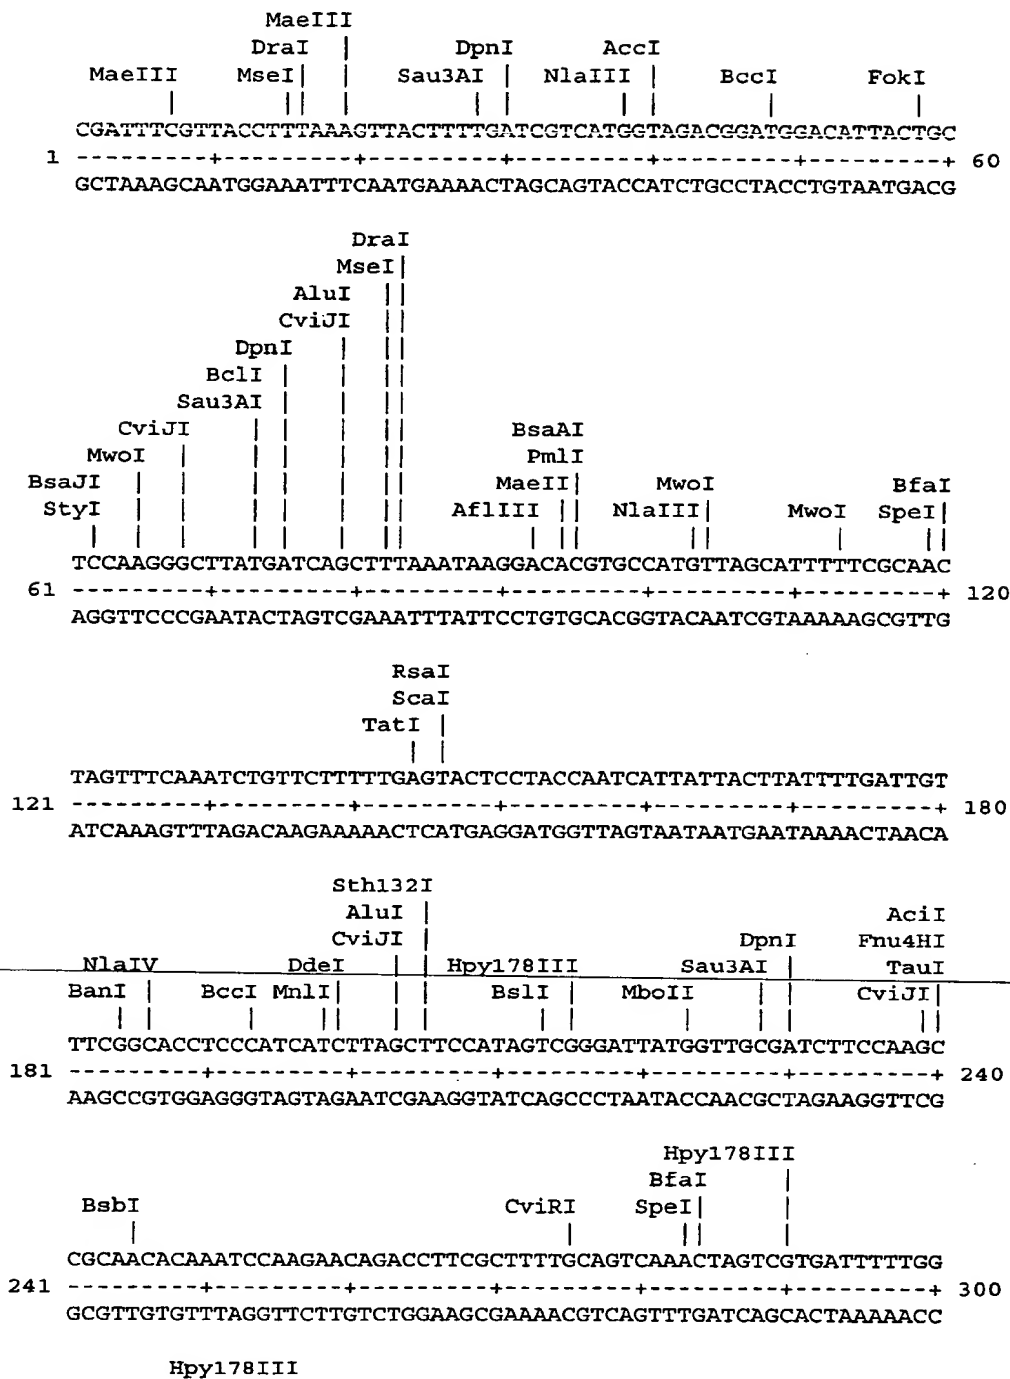 MaeIII
DraI DpnI AccI
MaeIII MseI Sau3AI NlaIII BccI FokI
CGATTTCGTTACCTTTAAAGTTACTTTTGATCGTCATGGTAGACGGATGGACATTACTGC
1 ---------+---------+---------+---------+---------+---------+ 60
GCTAAAGCAATGGAAATTTCAATGAAAACTAGCAGTACCATCTGCCTACCTGTAATGACG
DraI
MseI
AluI
CviJI
DpnI
BclI
Sau3AI
CviJI BsaAI
MwoI PmlI
BsaJI MaeII MwoI BfaI
StyI AflIII NlaIII MwoI SpeI
TCCAAGGGCTTATGATCAGCTTTAAATAAGGACACGTGCCATGTTAGCATTTTTCGCAAC
61 ---------+---------+---------+---------+---------+---------+ 120
AGGTTCCCGAATACTAGTCGAAATTTATTCCTGTGCACGGTACAATCGTAAAAAGCGTTG
RsaI
ScaI
TatI
TAGTTTCAAATCTGTTCTTTTTGAGTACTCCTACCAATCATTATTACTTATTTTGATTGT
121 ---------+---------+---------+---------+---------+---------+ 180
ATCAAAGTTTAGACAAGAAAAACTCATGAGGATGGTTAGTAATAATGAATAAAACTAACA
Sth132I
AluI AciI
CviJI DpnI Fnu4HI
NlaIV DdeI Hpy178III Sau3AI TauI
BanI BccI MnlI BslI MboII CviJI
TTCGGCACCTCCCATCATCTTAGCTTCCATAGTCGGGATTATGGTTGCGATCTTCCAAGC
181 ---------+---------+---------+---------+---------+---------+ 240
AAGCCGTGGAGGGTAGTAGAATCGAAGGTATCAGCCCTAATACCAACGCTAGAAGGTTCG
Hpy178III
BfaI
BsbI CviRI SpeI
CGCAACACAAATCCAAGAACAGACCTTCGCTTTTGCAGTCAAACTAGTCGTGATTTTTGG
241 ---------+---------+---------+---------+---------+---------+ 300
GCGTTGTGTTTAGGTTCTTGTCTGGAAGCGAAAACGTCAGTTTGATCAGCACTAAAAACC
Hpy178III